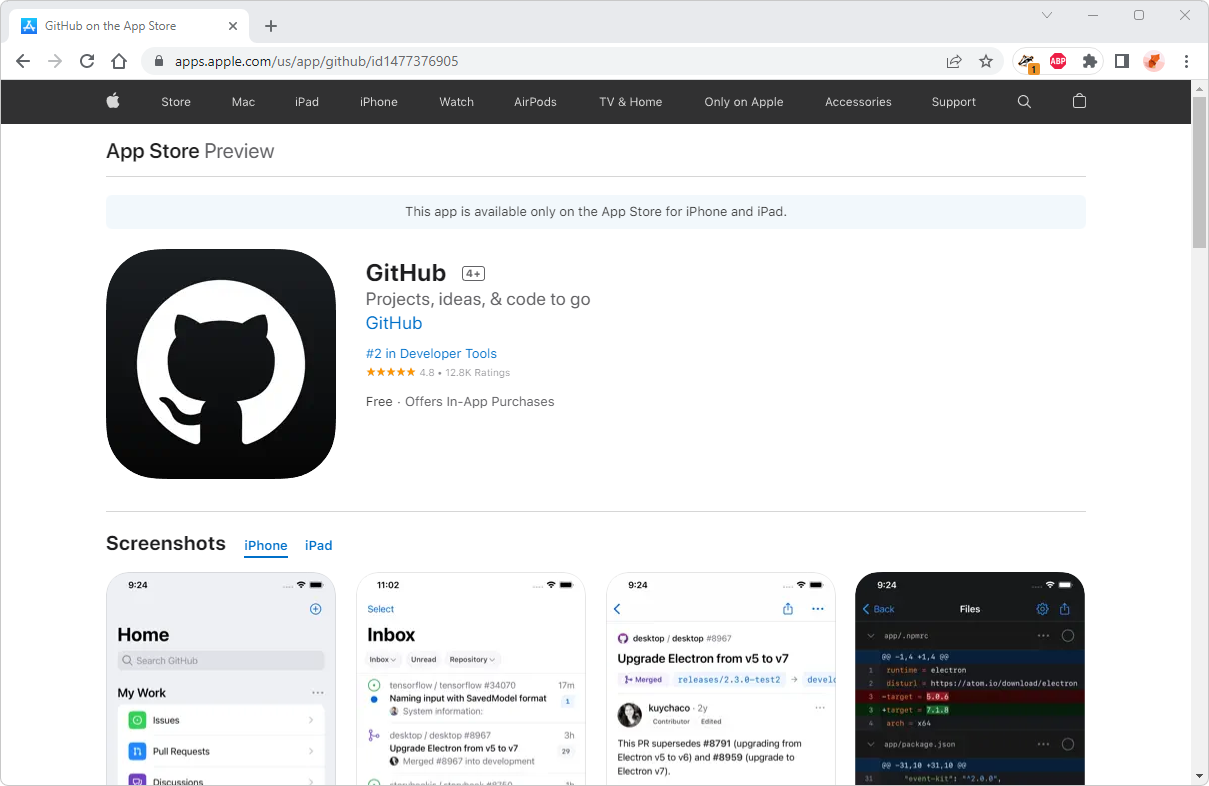 GitHub on the App Store
apps.apple.com/us/app/github/id1477376905
1
ABP
Store Mac iPad iPhone Watch AirPods TV & Home Only on Apple Accessories Support
App Store Preview
This app is available only on the App Store for iPhone and iPad.
GitHub 4+
Projects, ideas, & code to go
GitHub
#2 in Developer Tools
★★★★★ 4.8 • 12.8K Ratings
Free · Offers In-App Purchases
Screenshots iPhone iPad
9:24
Home
Search GitHub
My Work
Issues
Pull Requests
Discussions
11:02
Select
Inbox
Inbox Unread Repository
tensorflow / tensorflow #34070 17m
Naming input with SavedModel format 1
System information:
desktop / desktop #8967 3h
Upgrade Electron from v5 to v7 29
Merged #8967 into development
9:24
desktop / desktop #8967
Upgrade Electron from v5 to v7
Merged releases/2.3.0-test2 → develo
kuychaco · 2y
Contributor Edited
This PR supersedes #8791 (upgrading from
Electron v5 to v6) and #8959 (upgrade to
Electron v7).
9:24
Back Files
app/.npmrc
@@ -1,4 +1,4 @@
1 runtime = electron
2 disturl = https://atom.io/download/electron
3 -target = 5.0.6
3 +target = 7.1.8
4 arch = x64
app/package.json
@@ -31,10 +31,10 @@
31 "event-kit": "^2.0.0",